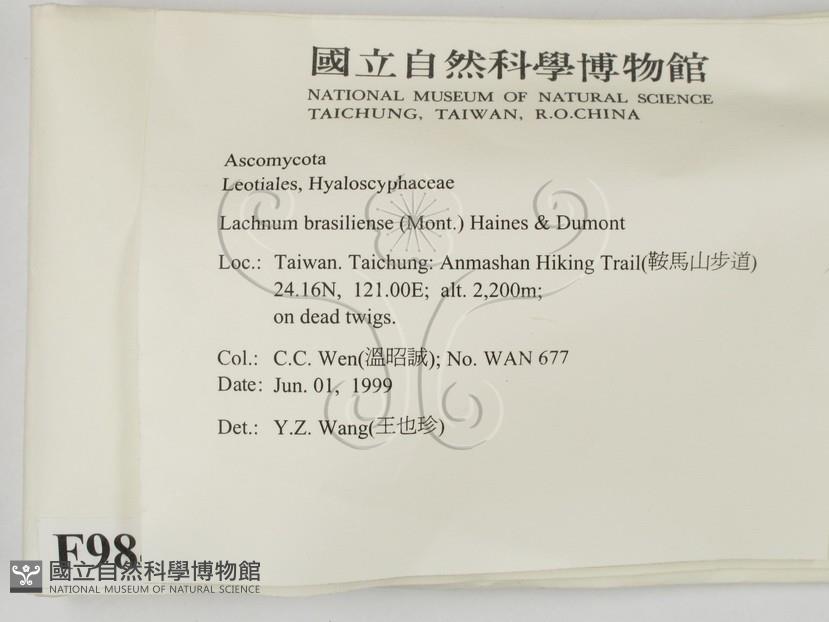 國立自然科學博物館
NATIONAL MUSEUM OF NATURAL SCIENCE
TAICHUNG, TAIWAN, R.O.CHINA
Ascomycota
Leotiales, Hyaloscyphaceae
Lachnum brasiliense (Mont.) Haines & Dumont
Loc.: Taiwan. Taichung: Anmashan Hiking Trail(鞍馬山步道)
24.16N, 121.00E; alt. 2,200m;
on dead twigs.
Col.: C.C. Wen(溫昭誠); No. WAN 677
Date: Jun. 01, 1999
Det.: Y.Z. Wang(王也珍)
F98
國立自然科學博物館
NATIONAL MUSEUM OF NATURAL SCIENCE